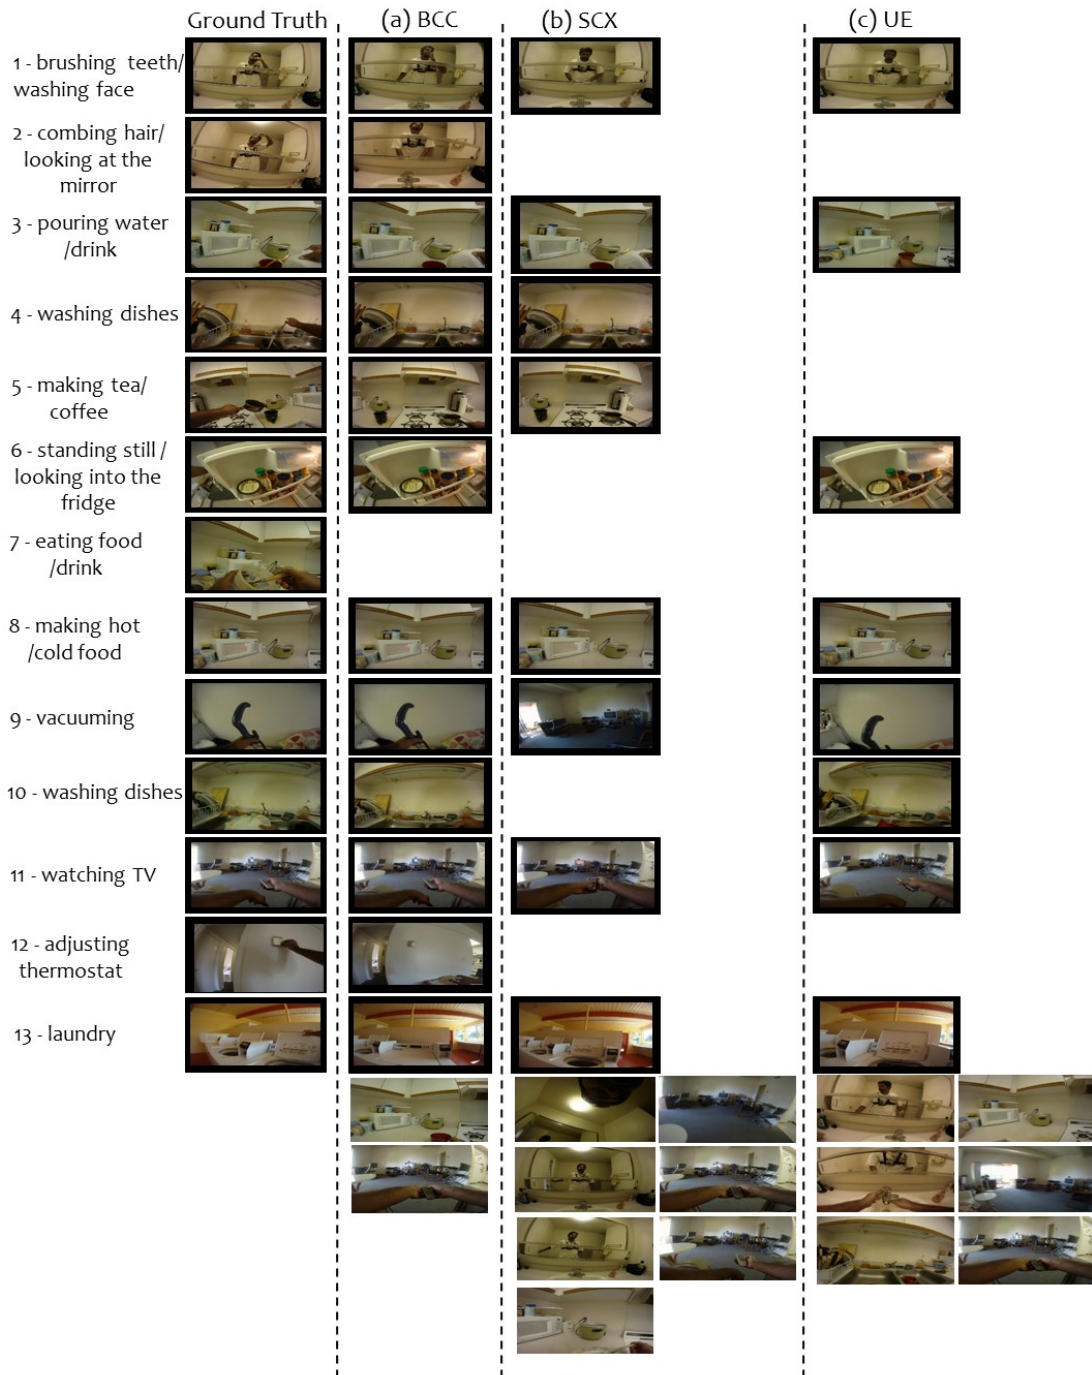 Ground Truth
(a) BCC
(b) SCX
(c) UE
1 - brushing teeth/
washing face
2 - combing hair/
looking at the
mirror
3 - pouring water
/drink
4 - washing dishes
5 - making tea/
coffee
6 - standing still /
looking into the
fridge
7 - eating food
/drink
8 - making hot
/cold food
9 - vacuuming
10 - washing dishes
11 - watching TV
12 - adjusting
thermostat
13 - laundry